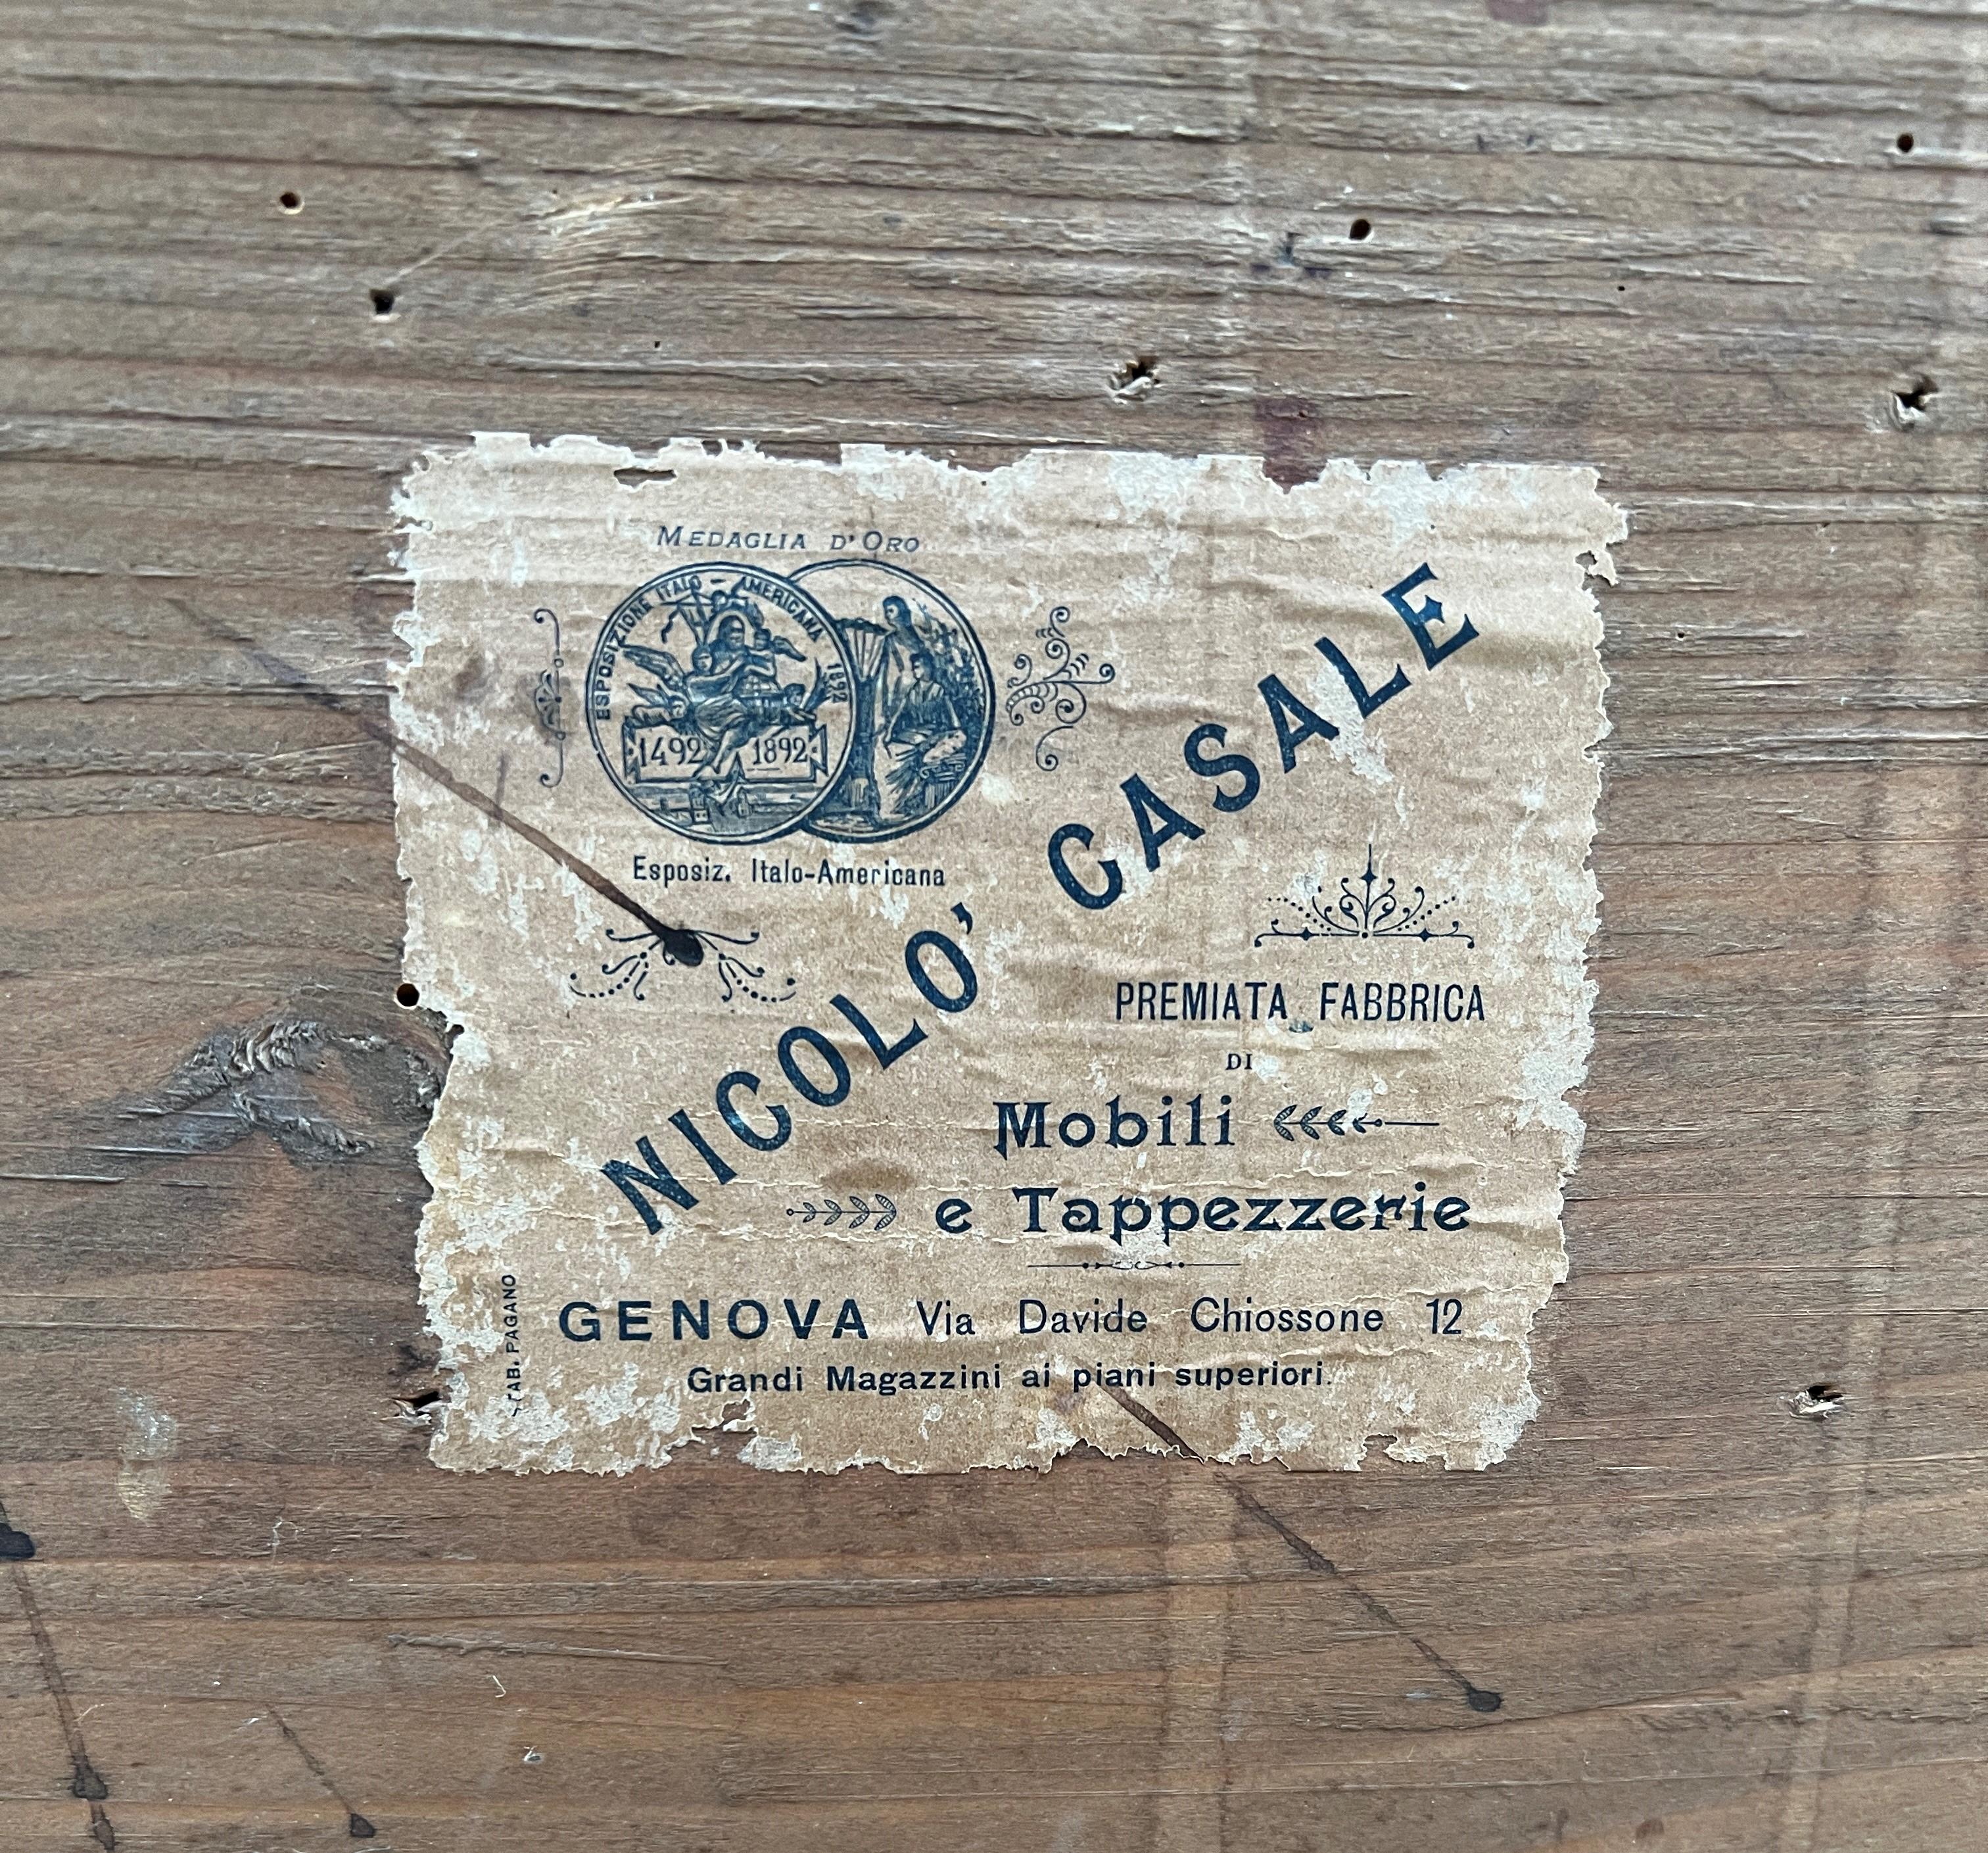 MEDAGLIA D'ORO
ESPOSIZIONE ITALO-AMERICANA 1892
1492 1892
Esposiz. Italo-Americana
NICOLO' CASALE
PREMIATA FABBRICA
DI
Mobili
e Tappezzerie
GENOVA Via Davide Chiossone 12
Grandi Magazzini ai piani superiori.
STAB. PAGANO